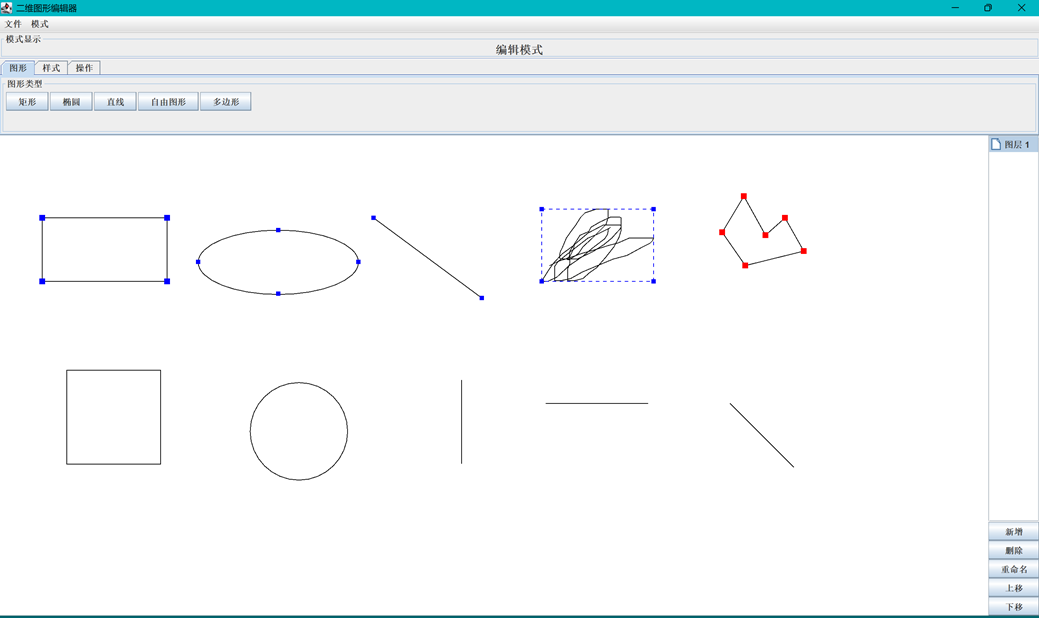 二维图形编辑器
文件 模式
模式显示
编辑模式
图形 样式 操作
图形类型
矩形 椭圆 直线 自由图形 多边形
图层 1
新增
删除
重命名
上移
下移